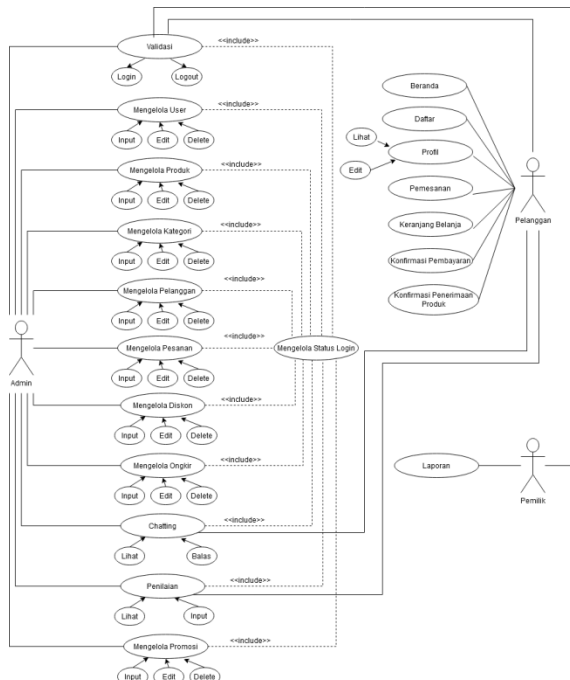 Validasi
<<include>>
Login
Logout
Mengelola User
<<include>>
Input
Edit
Delete
Mengelola Produk
<<include>>
Input
Edit
Delete
Mengelola Kategori
<<include>>
Input
Edit
Delete
Mengelola Pelanggan
<<include>>
Input
Edit
Delete
Admin
Mengelola Pesanan
<<include>>
Input
Edit
Delete
Mengelola Diskon
<<include>>
Input
Edit
Delete
Mengelola Ongkir
<<include>>
Input
Edit
Delete
Chatting
<<include>>
Lihat
Balas
Penilaian
<<include>>
Lihat
Input
Mengelola Promosi
<<include>>
Input
Edit
Delete
Mengelola Status Login
Beranda
Daftar
Lihat
Profil
Edit
Pemesanan
Pelanggan
Keranjang Belanja
Konfirmasi Pembayaran
Konfirmasi Penerimaan
Produk
Laporan
Pemilik